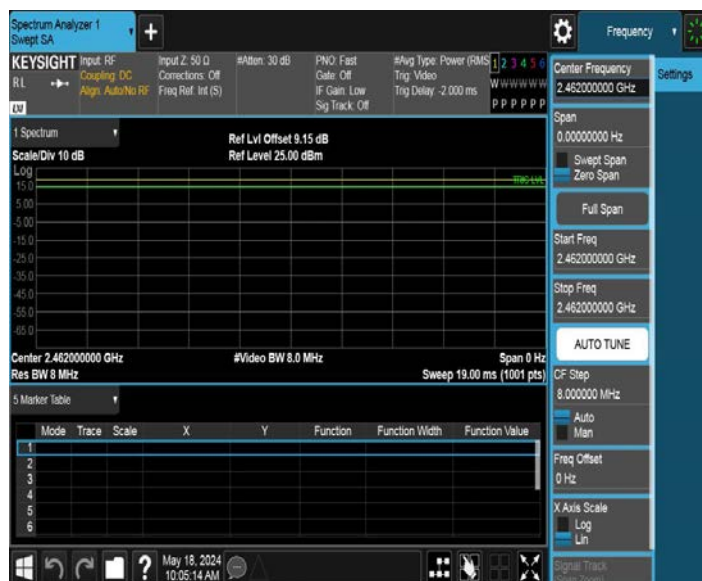 Spectrum Analyzer 1
Swept SA
+
Frequency
KEYSIGHT
RL
LXI
Input: RF
Coupling: DC
Align: Auto/No RF
Input Z: 50 Ω
Corrections: Off
Freq Ref: Int (S)
#Atten: 30 dB
PNO: Fast
Gate: Off
IF Gain: Low
Sig Track: Off
#Avg Type: Power (RMS
Trig: Video
Trig Delay: -2.000 ms
1 2 3 4 5 6
W W W W W W
P P P P P P
1 Spectrum
Scale/Div 10 dB
Ref Lvl Offset 9.15 dB
Ref Level 25.00 dBm
Log
TRIG LVL
15.0
5.00
-5.00
-15.0
-25.0
-35.0
-45.0
-55.0
-65.0
Center 2.462000000 GHz
#Video BW 8.0 MHz
Span 0 Hz
Res BW 8 MHz
Sweep 19.00 ms (1001 pts)
5 Marker Table
Mode Trace Scale X Y Function Function Width Function Value
1
2
3
4
5
6
?
May 18, 2024
10:05:14 AM
Center Frequency
2.462000000 GHz
Settings
Span
0.00000000 Hz
Swept Span
Zero Span
Full Span
Start Freq
2.462000000 GHz
Stop Freq
2.462000000 GHz
AUTO TUNE
CF Step
8.000000 MHz
Auto
Man
Freq Offset
0 Hz
X Axis Scale
Log
Lin
Signal Track